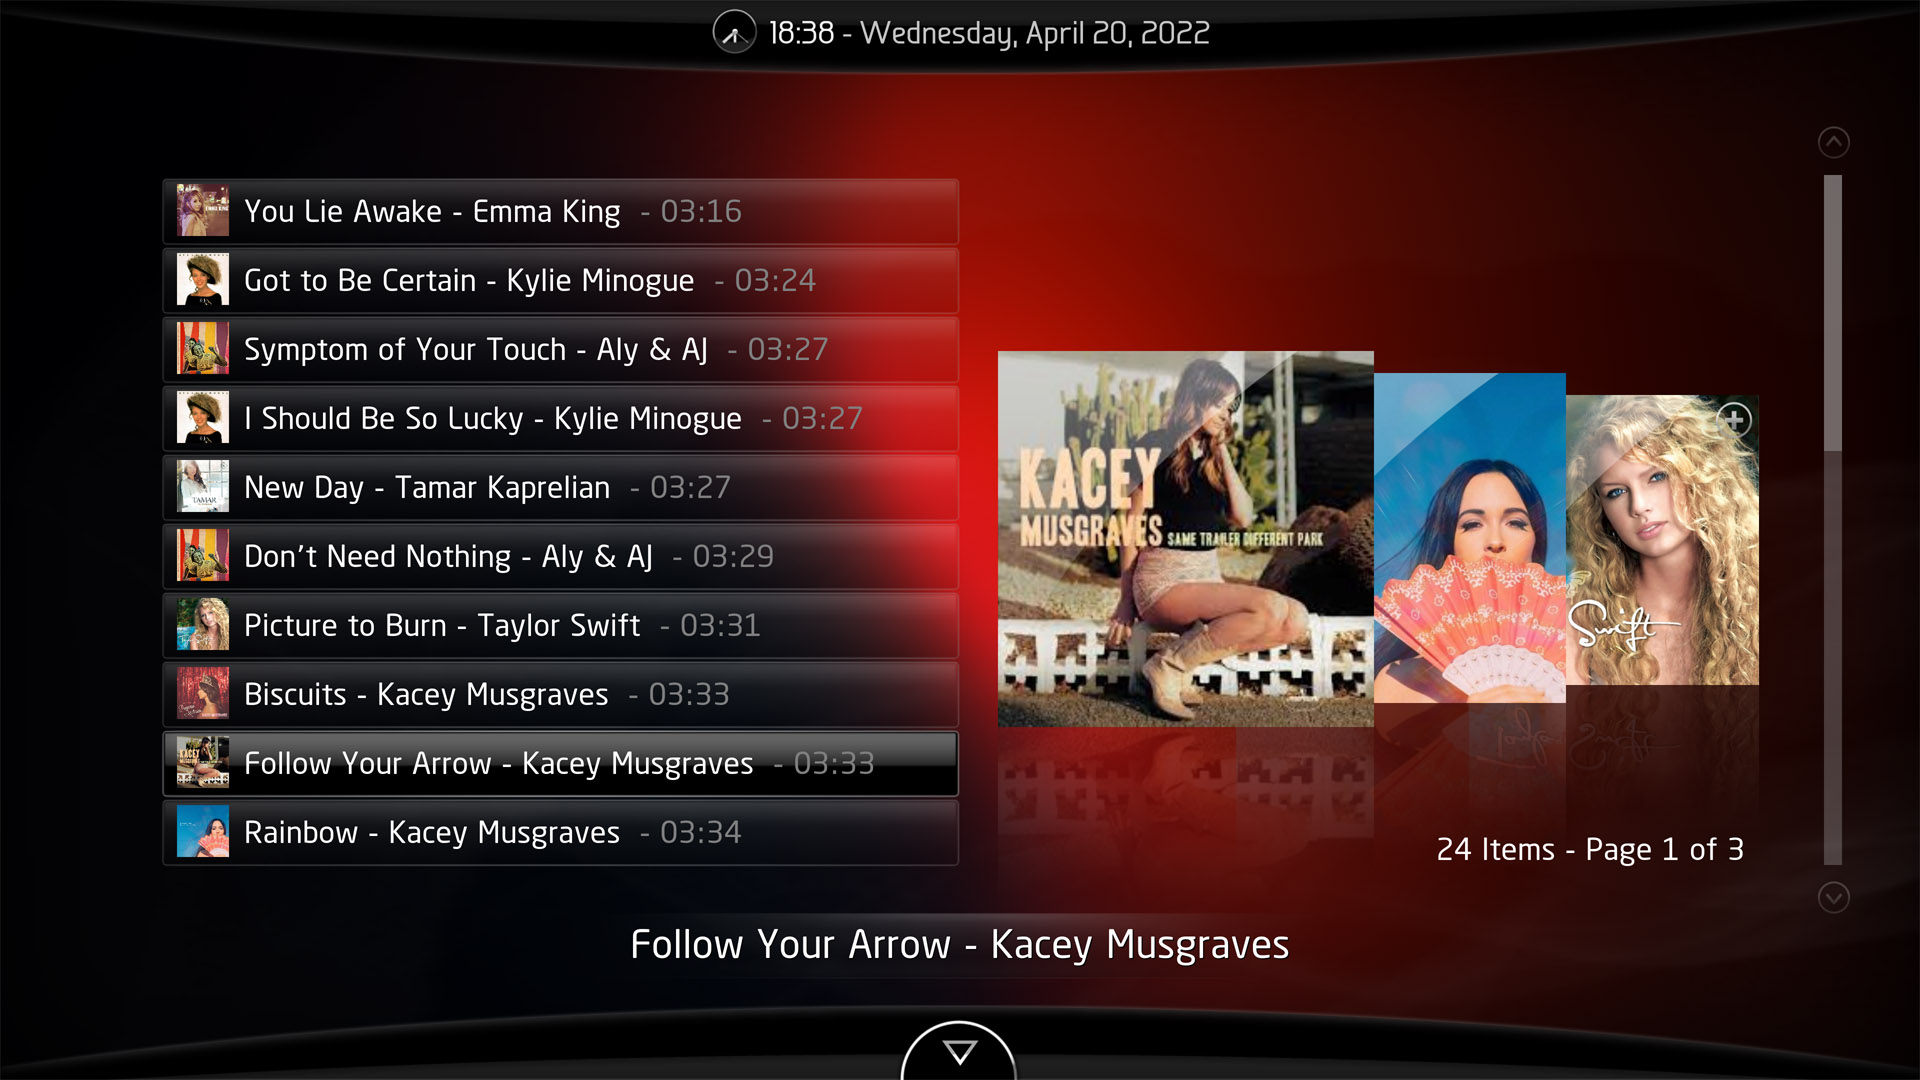 18:38 - Wednesday, April 20, 2022
You Lie Awake - Emma King - 03:16
Got to Be Certain - Kylie Minogue - 03:24
Symptom of Your Touch - Aly & AJ - 03:27
I Should Be So Lucky - Kylie Minogue - 03:27
New Day - Tamar Kaprelian - 03:27
Don't Need Nothing - Aly & AJ - 03:29
Picture to Burn - Taylor Swift - 03:31
Biscuits - Kacey Musgraves - 03:33
Follow Your Arrow - Kacey Musgraves - 03:33
Rainbow - Kacey Musgraves - 03:34
KACEY
MUSGRAVES SAME TRAILER DIFFERENT PARK
Swift
24 Items - Page 1 of 3
Follow Your Arrow - Kacey Musgraves